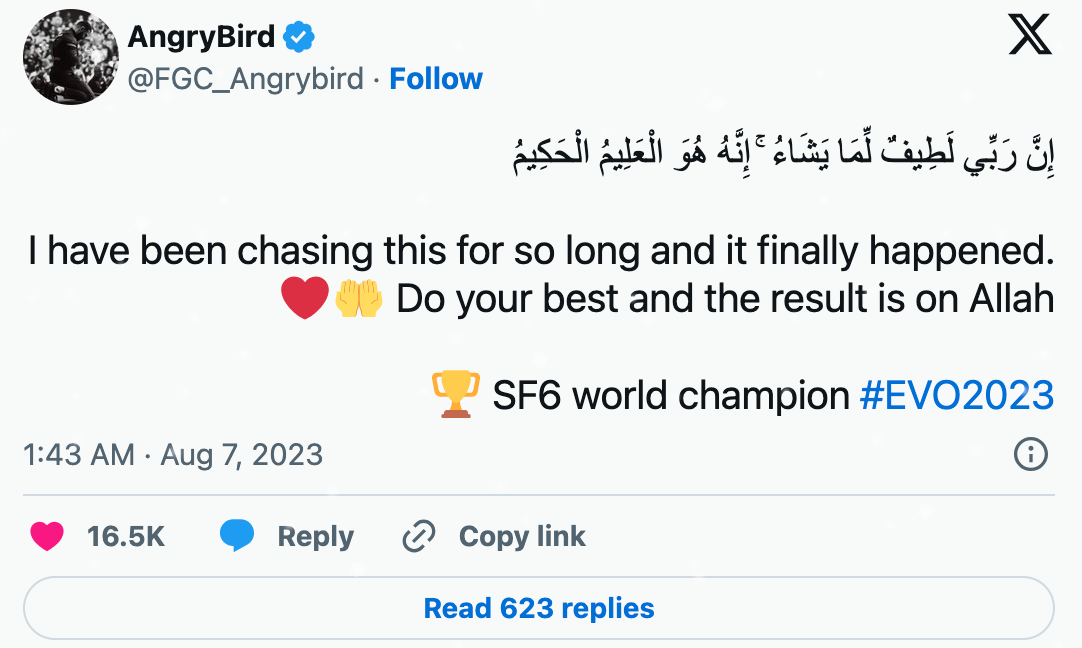 AngryBird
@FGC_Angrybird · Follow
إِنَّ رَبِّي لَطِيفٌ لِّمَا يَشَاءُ ۚ إِنَّهُ هُوَ الْعَلِيمُ الْحَكِيمُ
I have been chasing this for so long and it finally happened.
❤️🤲 Do your best and the result is on Allah
🏆 SF6 world champion #EVO2023
1:43 AM · Aug 7, 2023
16.5K Reply Copy link
Read 623 replies